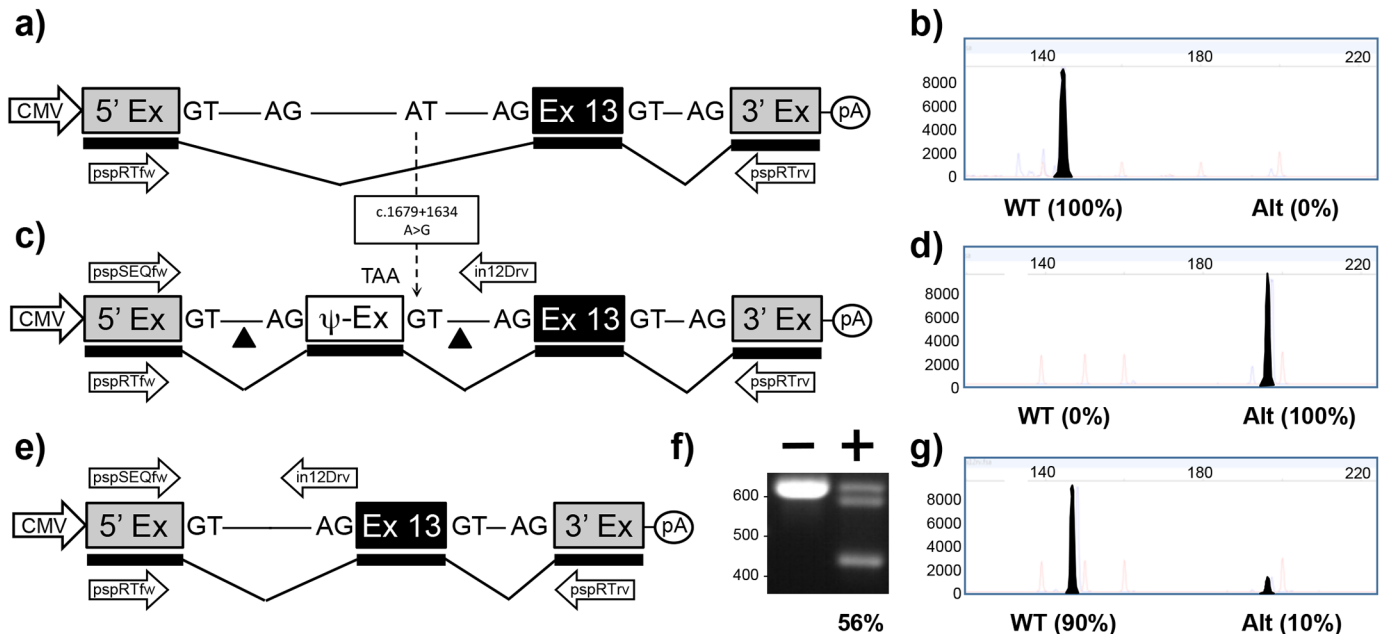 a)
CMV 5' Ex GT AG AT AG Ex 13 GT AG 3' Ex pA
pspRTfw pspRTrv
c.1679+1634
A>G
b)
140 180 220
8000
6000
4000
2000
0
WT (100%) Alt (0%)
c)
pspSEQfw TAA in12Drv
CMV 5' Ex GT AG ψ-Ex GT AG Ex 13 GT AG 3' Ex pA
pspRTfw pspRTrv
d)
140 180 220
8000
6000
4000
2000
0
WT (0%) Alt (100%)
e)
pspSEQfw in12Drv
CMV 5' Ex GT AG Ex 13 GT AG 3' Ex pA
pspRTfw pspRTrv
f)
− +
600
500
400
56%
g)
140 180 220
8000
6000
4000
2000
0
WT (90%) Alt (10%)